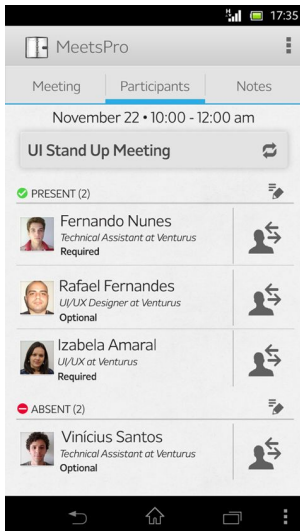 17:35
MeetsPro
Meeting Participants Notes
November 22 • 10:00 - 12:00 am
UI Stand Up Meeting
PRESENT (2)
Fernando Nunes
Technical Assistant at Venturus
Required
Rafael Fernandes
UI/UX Designer at Venturus
Optional
Izabela Amaral
UI/UX at Venturus
Required
ABSENT (2)
Vinícius Santos
Technical Assistant at Venturus
Optional